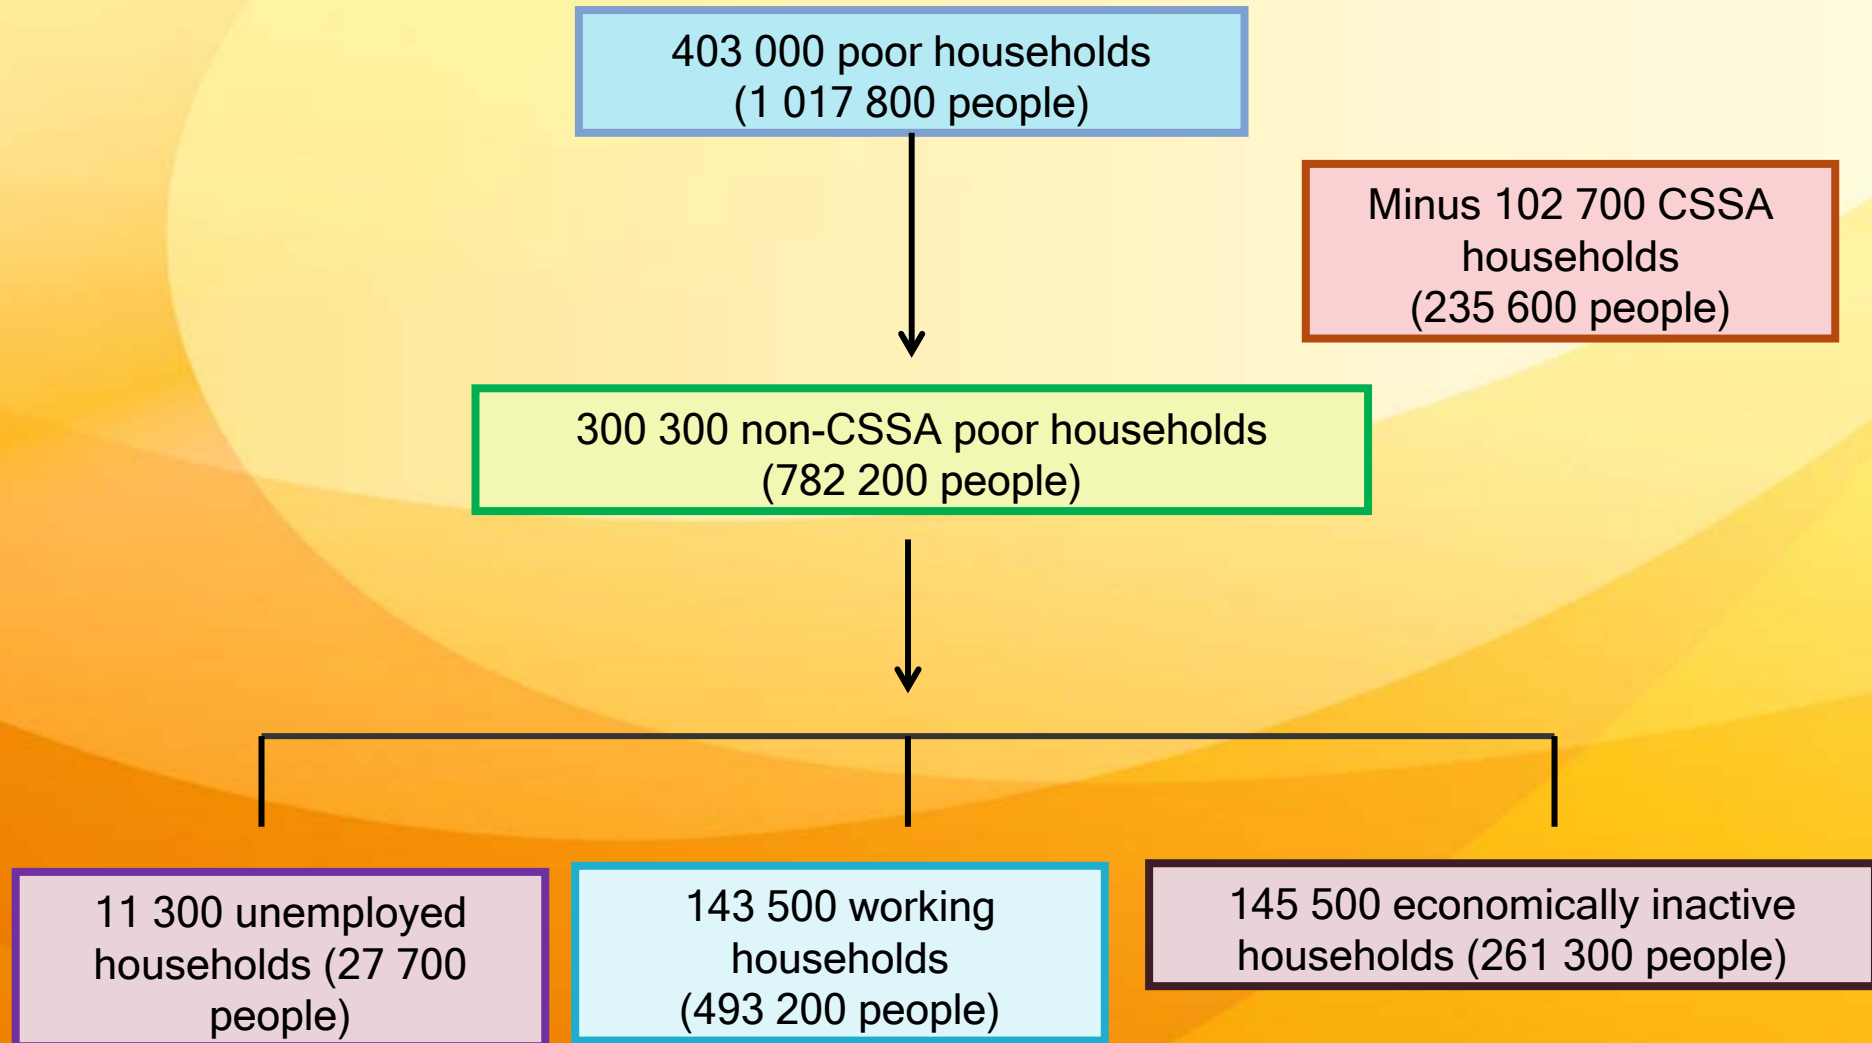 403 000 poor households
(1 017 800 people)
Minus 102 700 CSSA
households
(235 600 people)
300 300 non-CSSA poor households
(782 200 people)
11 300 unemployed
households (27 700
people)
143 500 working
households
(493 200 people)
145 500 economically inactive
households (261 300 people)